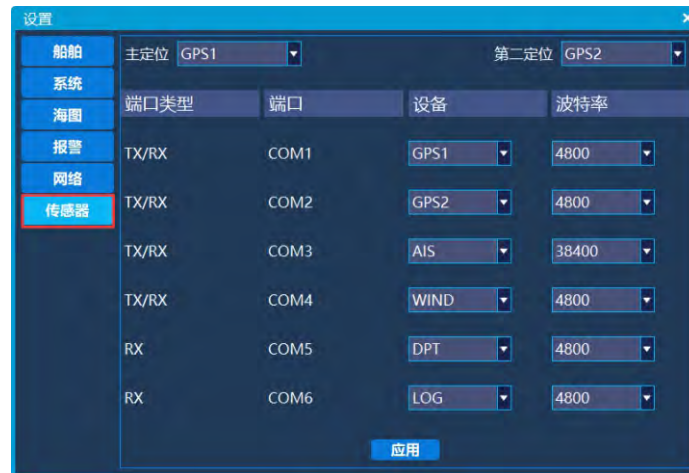 设置
船舶
系统
海图
报警
网络
传感器
主定位 GPS1 第二定位 GPS2
端口类型 端口 设备 波特率
TX/RX COM1 GPS1 4800
TX/RX COM2 GPS2 4800
TX/RX COM3 AIS 38400
TX/RX COM4 WIND 4800
RX COM5 DPT 4800
RX COM6 LOG 4800
应用